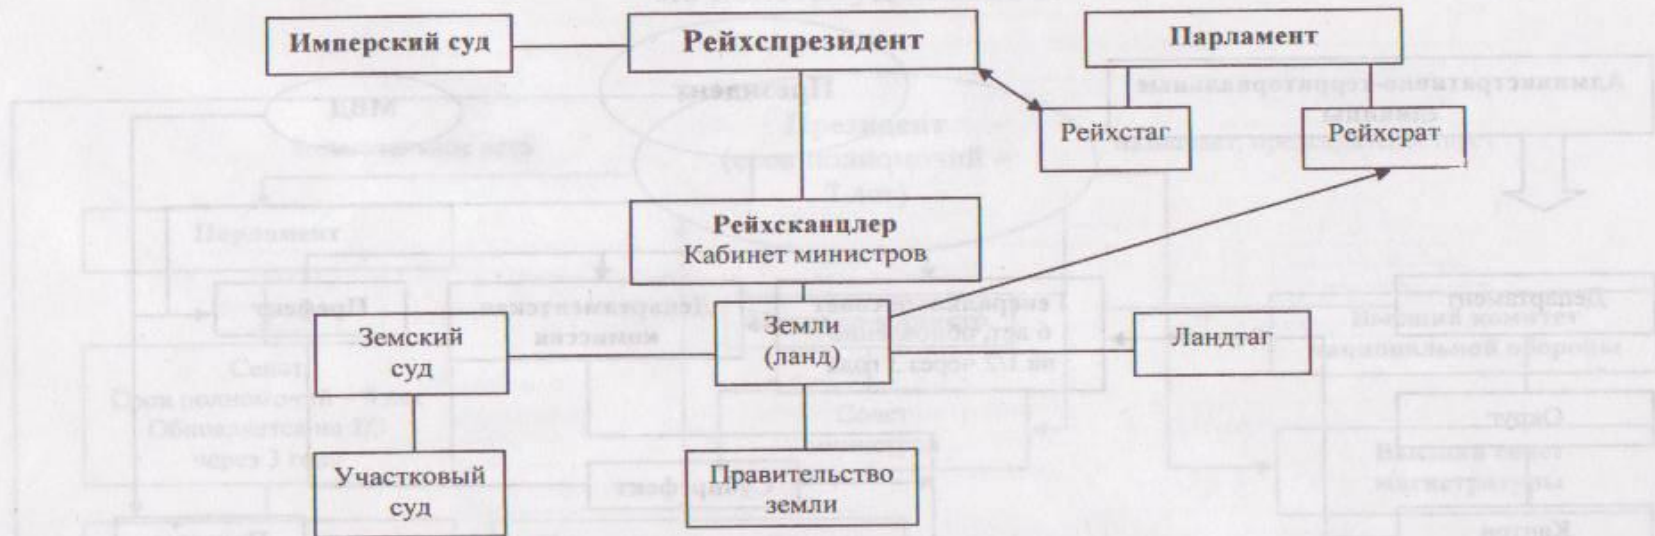 Имперский суд
Рейхспрезидент
Парламент
Рейхстаг
Рейхсрат
Рейхсканцлер
Кабинет министров
Земский
суд
Земли
(ланд)
Ландтаг
Участковый
суд
Правительство
земли